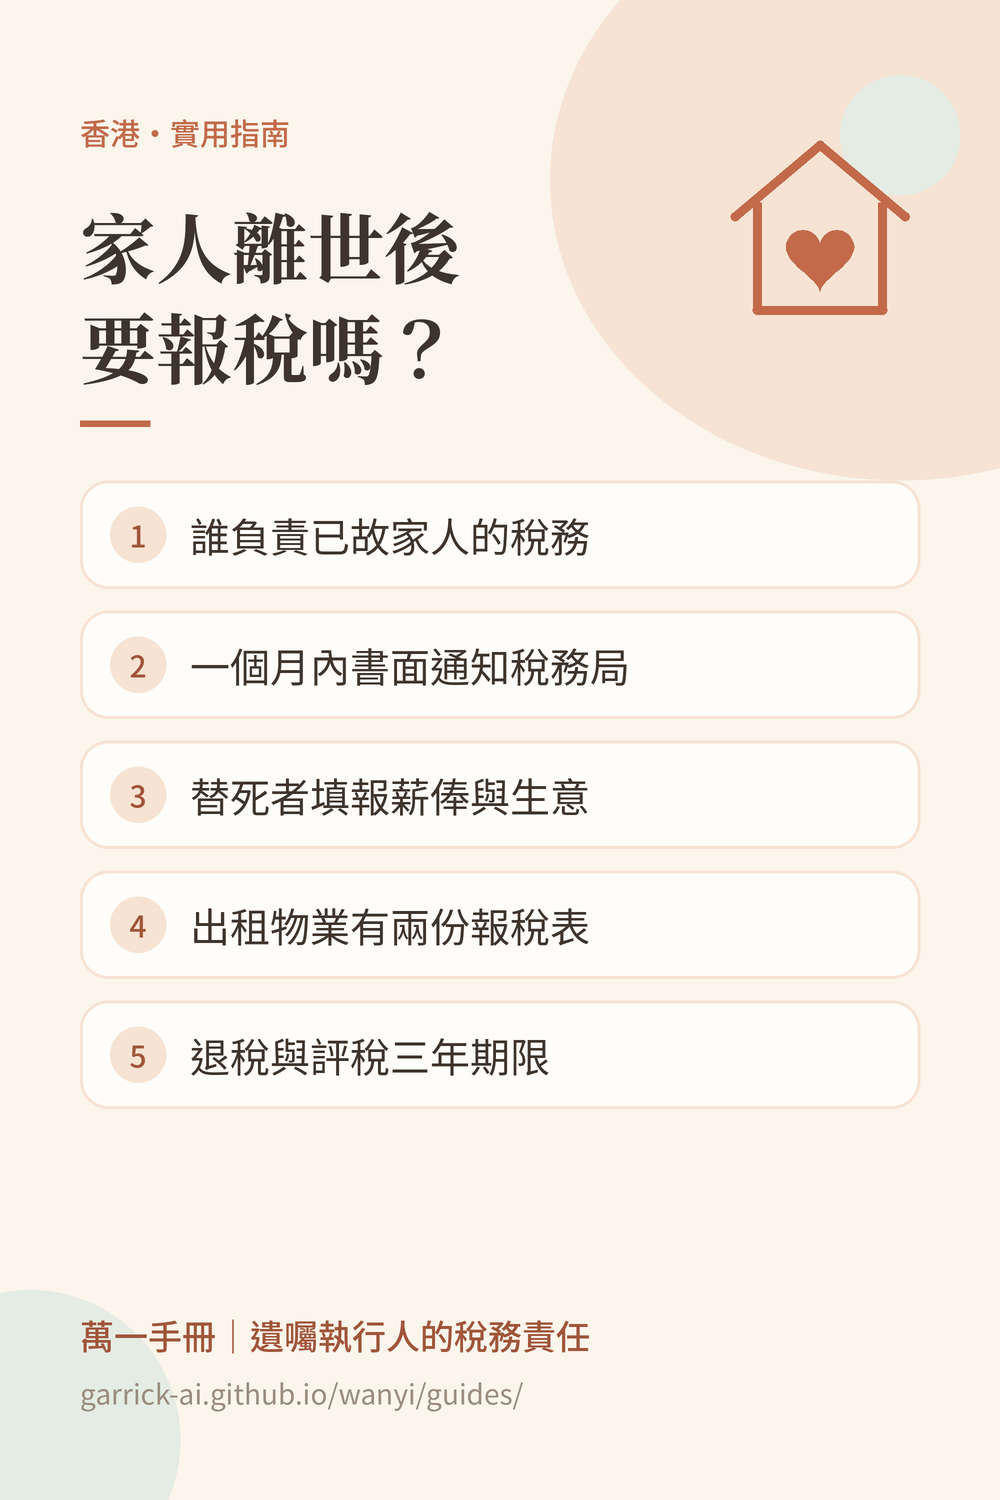 香港・實用指南
家人離世後
要報稅嗎？
1 誰負責已故家人的稅務
2 一個月內書面通知稅務局
3 替死者填報薪俸與生意
4 出租物業有兩份報稅表
5 退稅與評稅三年期限
萬一手冊｜遺囑執行人的稅務責任
garrick-ai.github.io/wanyi/guides/